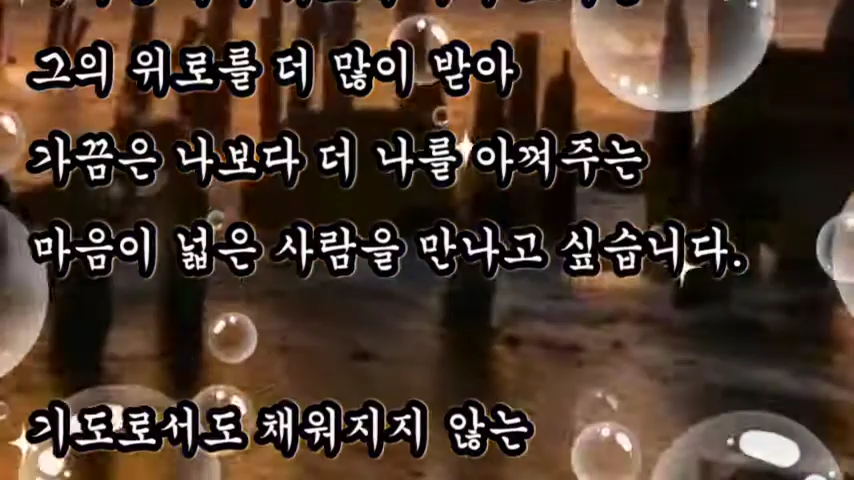 그의 위로를 더 많이 받아
가끔은 나보다 더 나를 아껴주는
마음이 넓은 사람을 만나고 싶습니다.
기도로서도 채워지지 않는